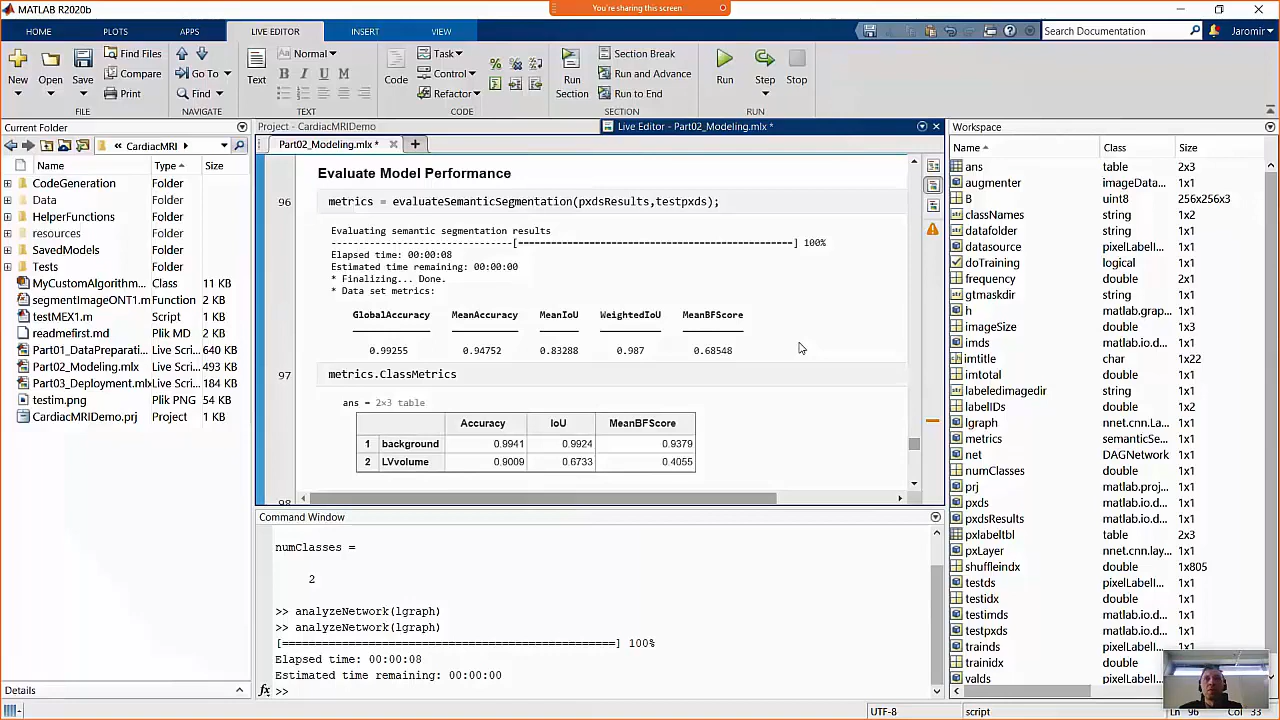 MATLAB R2020b
You're sharing this screen
HOME PLOTS APPS LIVE EDITOR INSERT VIEW
Search Documentation
Jaromir
New Open Save
Find Files
Compare
Print
Go To
Find
Text
Normal
B I U M
Code
Task
Control
Refactor
Run Section
Section Break
Run and Advance
Run to End
Run Step Stop
FILE NAVIGATE TEXT CODE SECTION RUN
Current Folder
CardiacMRI
Name Type Size
CodeGeneration Folder
Data Folder
HelperFunctions Folder
resources Folder
SavedModels Folder
Tests Folder
MyCustomAlgorithm... Class 11 KB
segmentImageONT1.m Function 2 KB
testMEX1.m Script 1 KB
readmefirst.md Plik MD 1 KB
Part01_DataPreparati... Live Scri... 640 KB
Part02_Modeling.mlx Live Scri... 493 KB
Part03_Deployment.mlx Live Scri... 184 KB
testim.png Plik PNG 54 KB
CardiacMRIDemo.prj Project 1 KB
Details
Project - CardiacMRIDemo
Live Editor - Part02_Modeling.mlx *
Part02_Modeling.mlx *
Evaluate Model Performance
96 metrics = evaluateSemanticSegmentation(pxdsResults,testpxds);
Evaluating semantic segmentation results
-------------------------------[==================================================] 100%
Elapsed time: 00:00:08
Estimated time remaining: 00:00:00
* Finalizing... Done.
* Data set metrics:
GlobalAccuracy MeanAccuracy MeanIoU WeightedIoU MeanBFScore
0.99255 0.94752 0.83288 0.987 0.68548
97 metrics.ClassMetrics
ans = 2×3 table
Accuracy IoU MeanBFScore
1 background 0.9941 0.9924 0.9379
2 LVvolume 0.9009 0.6733 0.4055
98
Command Window
numClasses =
2
>> analyzeNetwork(lgraph)
>> analyzeNetwork(lgraph)
[==================================================] 100%
Elapsed time: 00:00:08
Estimated time remaining: 00:00:00
fx >>
Workspace
Name Class Size
ans table 2x3
augmenter imageData... 1x1
B uint8 256x256x3
classNames string 1x2
datafolder string 1x1
datasource pixelLabelI... 1x1
doTraining logical 1x1
frequency double 2x1
gtmaskdir string 1x1
h matlab.grap... 1x1
imageSize double 1x3
imds matlab.io.d... 1x1
imtitle char 1x22
imtotal double 1x1
labeledimagedir string 1x1
labelIDs double 1x2
lgraph nnet.cnn.La... 1x1
metrics semanticSe... 1x1
net DAGNetwork 1x1
numClasses double 1x1
prj matlab.proj... 1x1
pxds matlab.io.d... 1x1
pxdsResults matlab.io.d... 1x1
pxlabeltbl table 2x3
pxLayer nnet.cnn.lay... 1x1
shuffleindx double 1x805
testds pixelLabelI... 1x1
testidx double
testimds matlab.io.d... 1x1
testpxds matlab.io.d... 1x1
trainds pixelLabelI...
trainidx double
valds pixelLabelI...
UTF-8 script Ln 96 Col 33